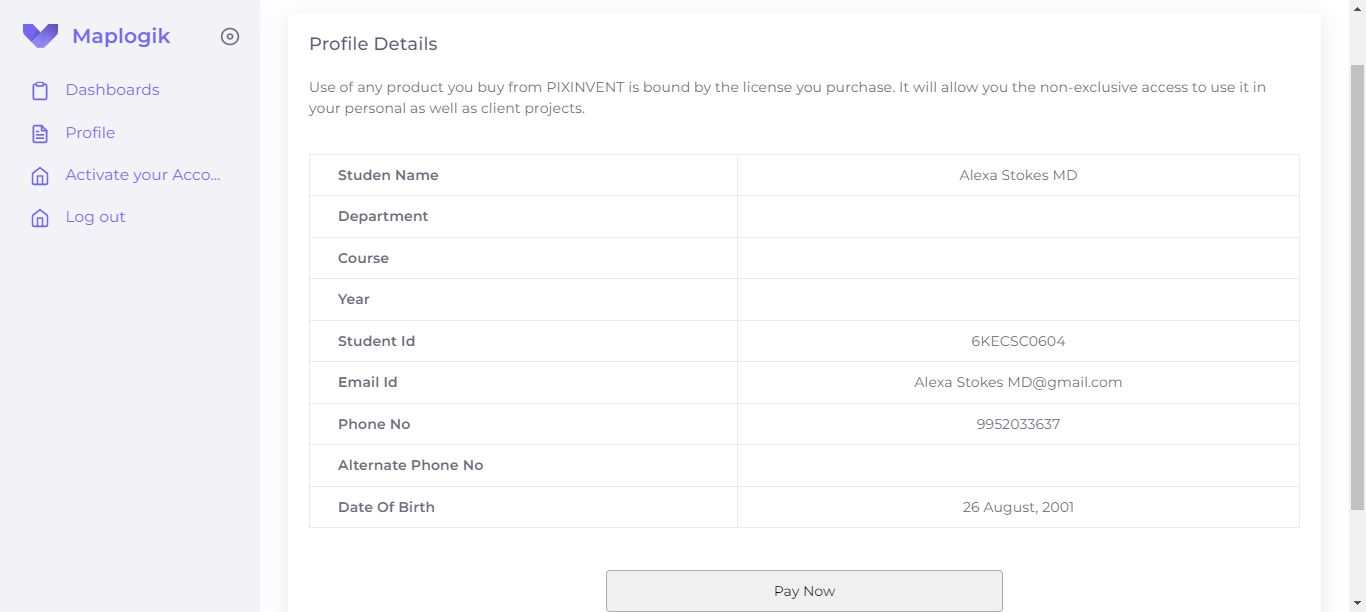 Maplogik
Dashboards
Profile
Activate your Acco...
Log out
Profile Details
Use of any product you buy from PIXINVENT is bound by the license you purchase. It will allow you the non-exclusive access to use it in
your personal as well as client projects.
Studen Name Alexa Stokes MD
Department
Course
Year
Student Id 6KECSC0604
Email Id Alexa Stokes MD@gmail.com
Phone No 9952033637
Alternate Phone No
Date Of Birth 26 August, 2001
Pay Now